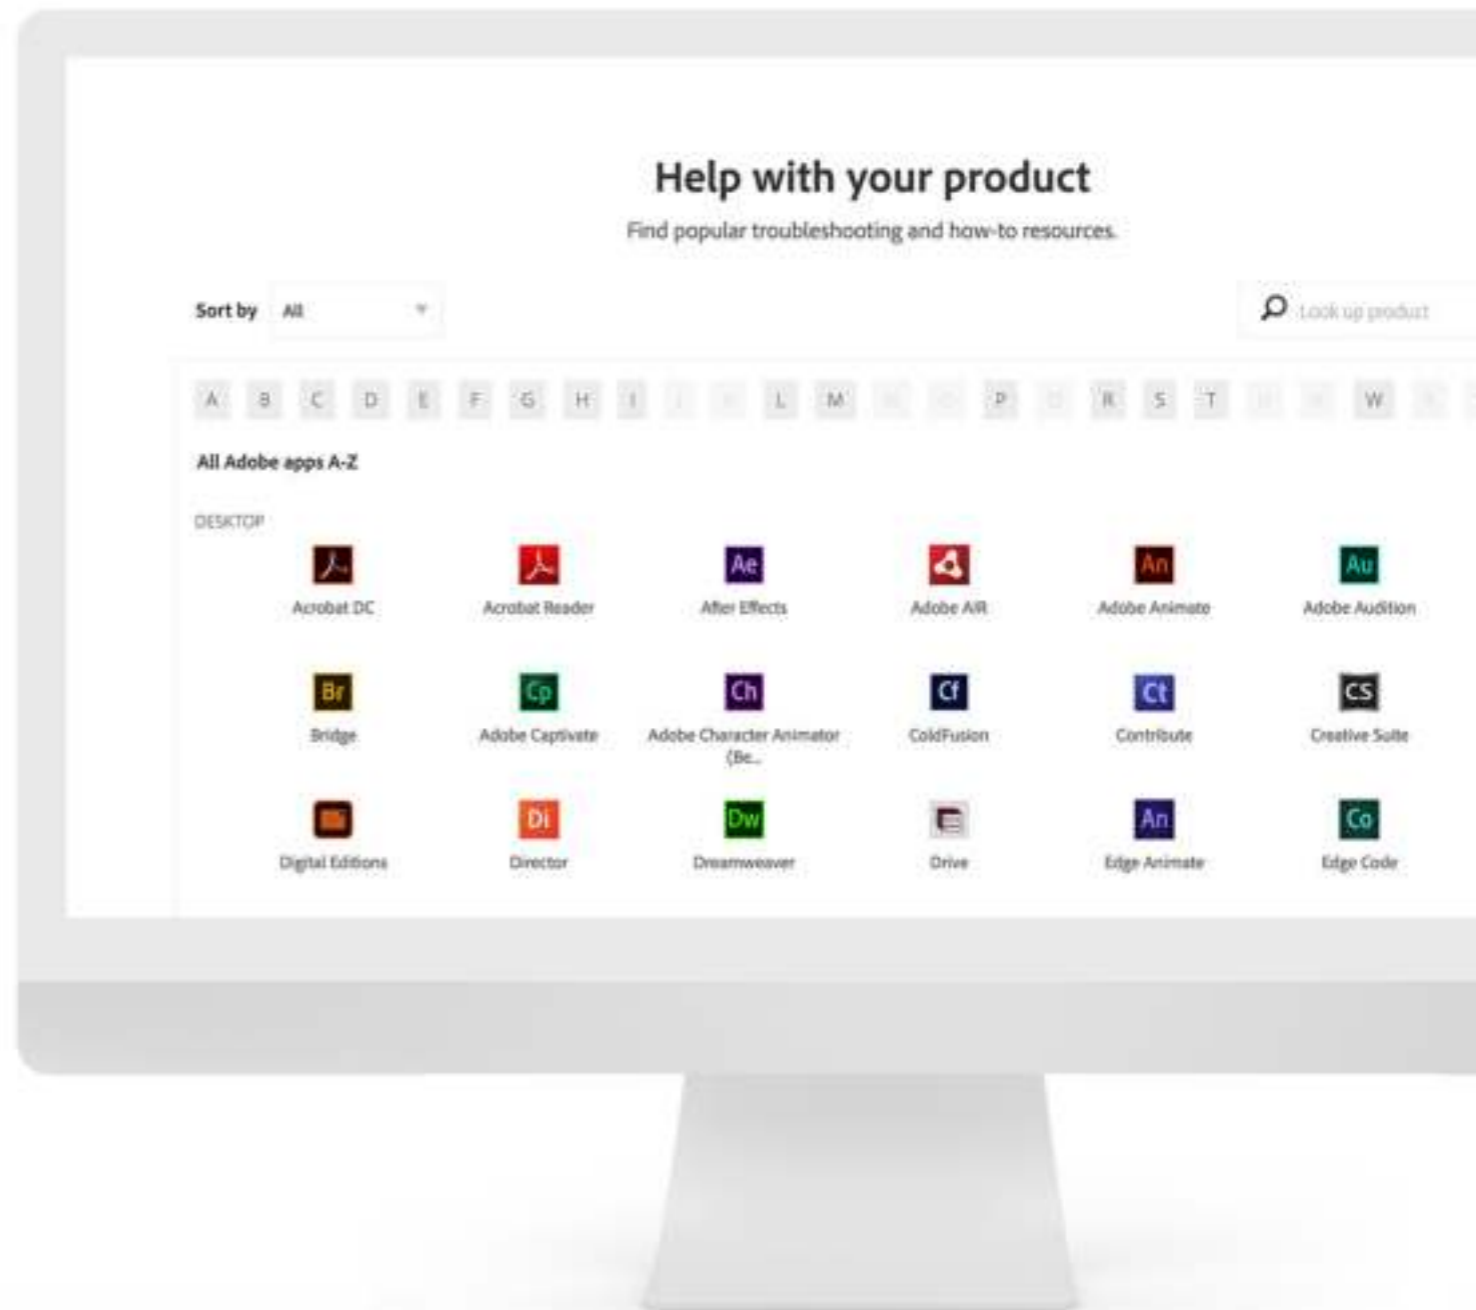 Help with your product
Find popular troubleshooting and how-to resources.
Sort by All
Look up product
A B C D E F G H I L M P R S T W
All Adobe apps A-Z
DESKTOP
Ae An Au
Acrobat DC Acrobat Reader After Effects Adobe AIR Adobe Animate Adobe Audition
Br Cp Ch Cf Ct CS
Bridge Adobe Captivate Adobe Character Animator (Be... ColdFusion Contribute Creative Suite
Di Dw An Co
Digital Editions Director Dreamweaver Drive Edge Animate Edge Code